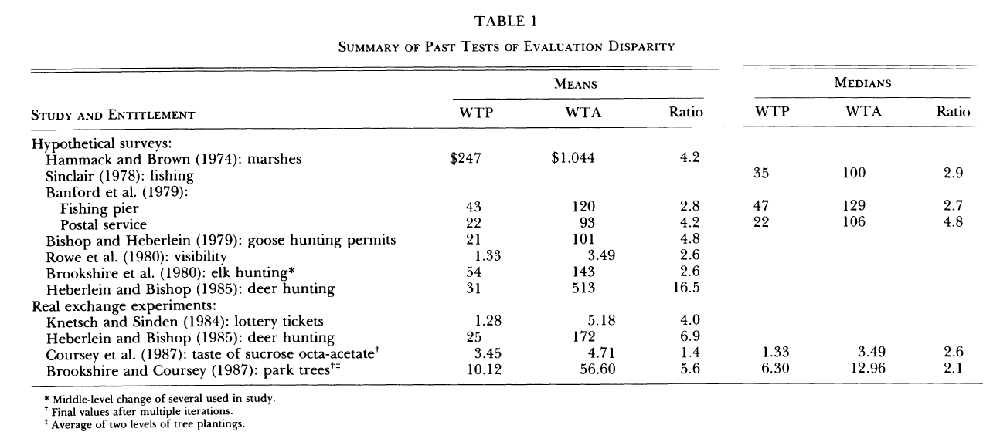 TABLE 1
SUMMARY OF PAST TESTS OF EVALUATION DISPARITY
MEANS MEDIANS
STUDY AND ENTITLEMENT WTP WTA Ratio WTP WTA Ratio
Hypothetical surveys:
Hammack and Brown (1974): marshes $247 $1,044 4.2
Sinclair (1978): fishing 35 100 2.9
Banford et al. (1979):
Fishing pier 43 120 2.8 47 129 2.7
Postal service 22 93 4.2 22 106 4.8
Bishop and Heberlein (1979): goose hunting permits 21 101 4.8
Rowe et al. (1980): visibility 1.33 3.49 2.6
Brookshire et al. (1980): elk hunting* 54 143 2.6
Heberlein and Bishop (1985): deer hunting 31 513 16.5
Real exchange experiments:
Knetsch and Sinden (1984): lottery tickets 1.28 5.18 4.0
Heberlein and Bishop (1985): deer hunting 25 172 6.9
Coursey et al. (1987): taste of sucrose octa-acetate† 3.45 4.71 1.4 1.33 3.49 2.6
Brookshire and Coursey (1987): park trees†‡ 10.12 56.60 5.6 6.30 12.96 2.1
* Middle-level change of several used in study.
† Final values after multiple iterations.
‡ Average of two levels of tree plantings.